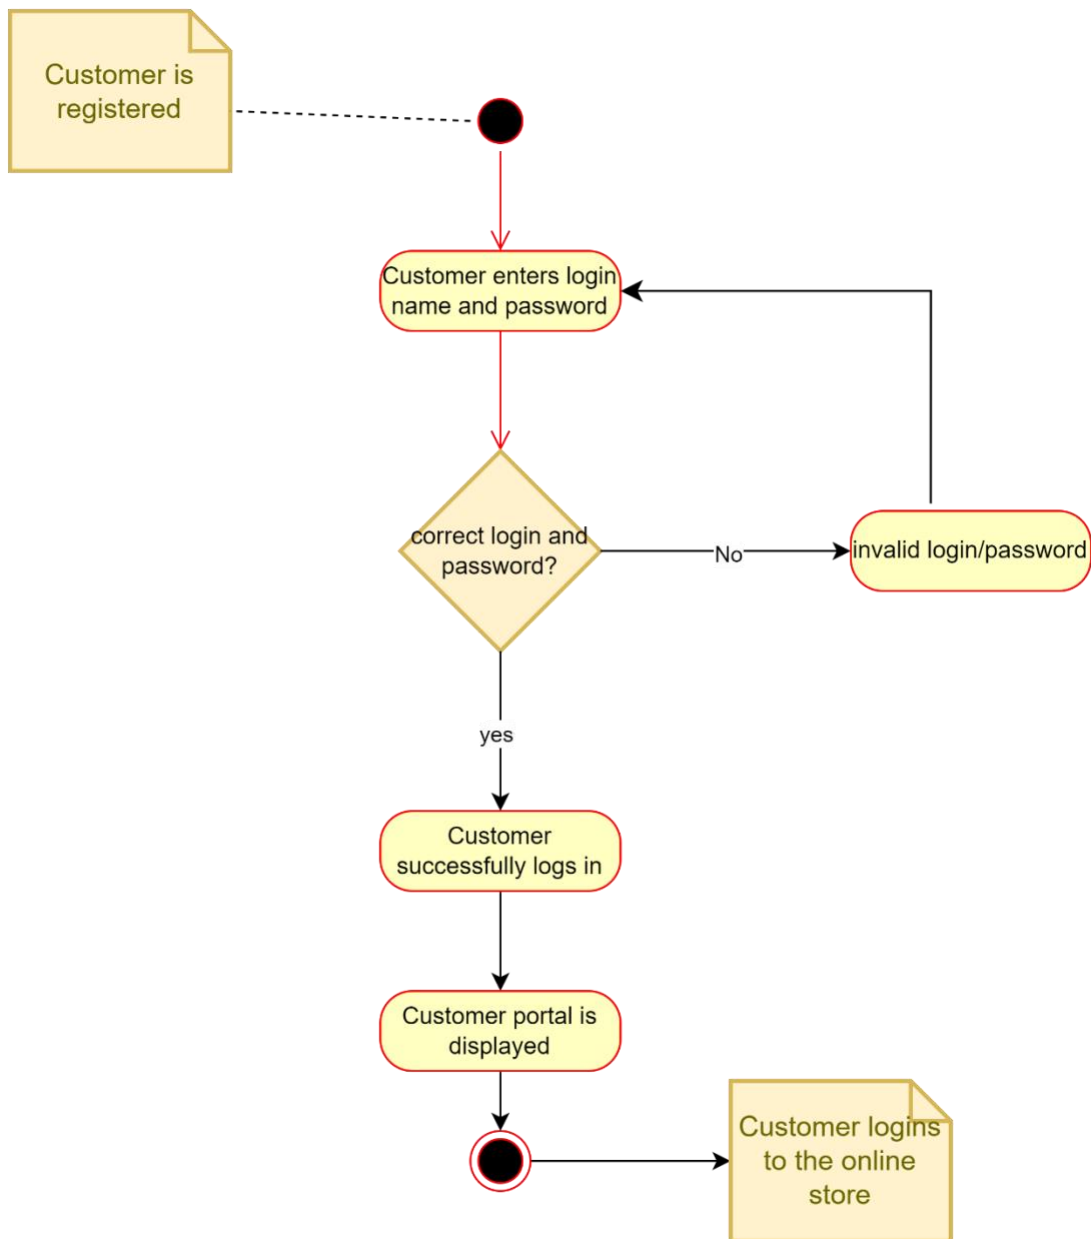 Customer is
registered
Customer enters login
name and password
correct login and
password?
No
invalid login/password
yes
Customer
successfully logs in
Customer portal is
displayed
Customer logins
to the online
store